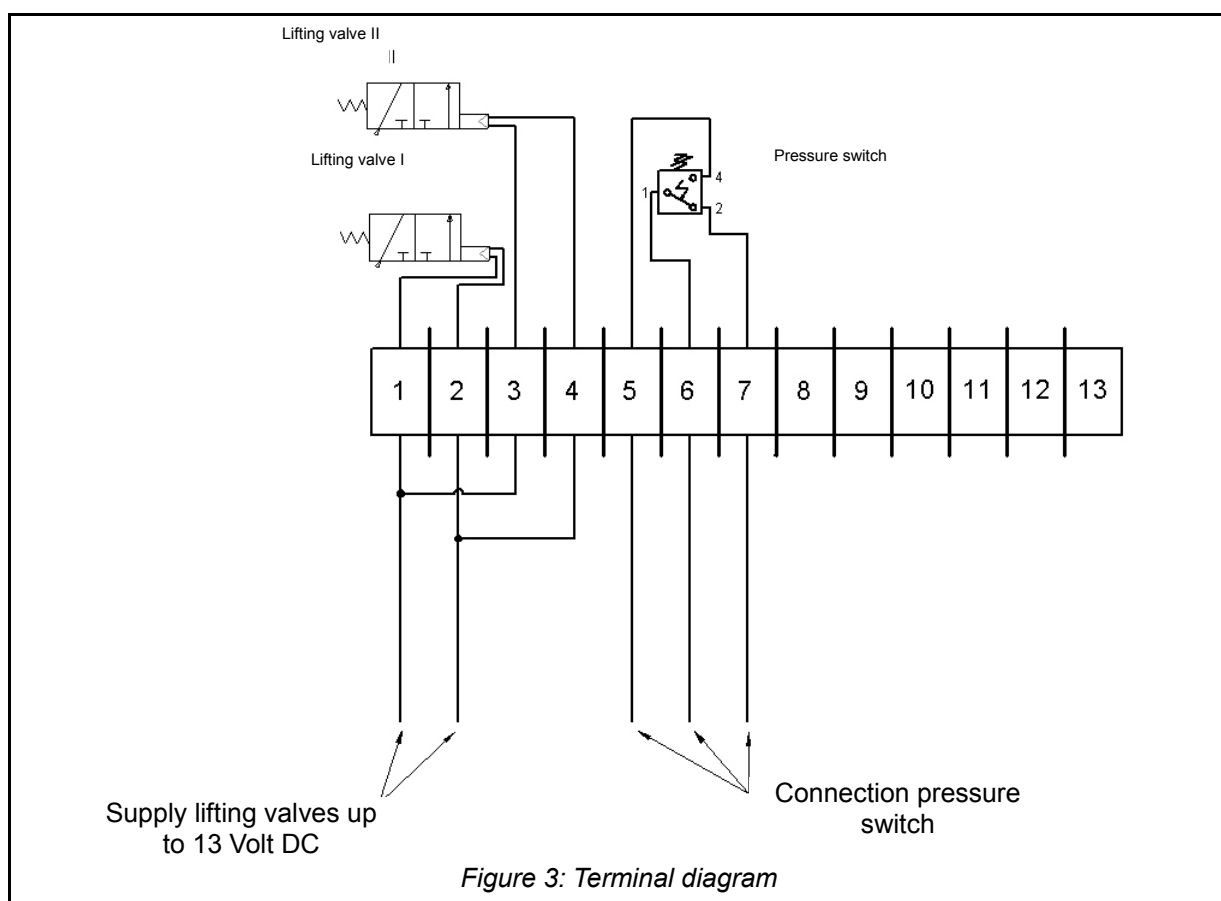 Lifting valve II
II
Lifting valve I
Pressure switch
1
4
2
1 2 3 4 5 6 7 8 9 10 11 12 13
Supply lifting valves up
to 13 Volt DC
Connection pressure
switch
Figure 3: Terminal diagram